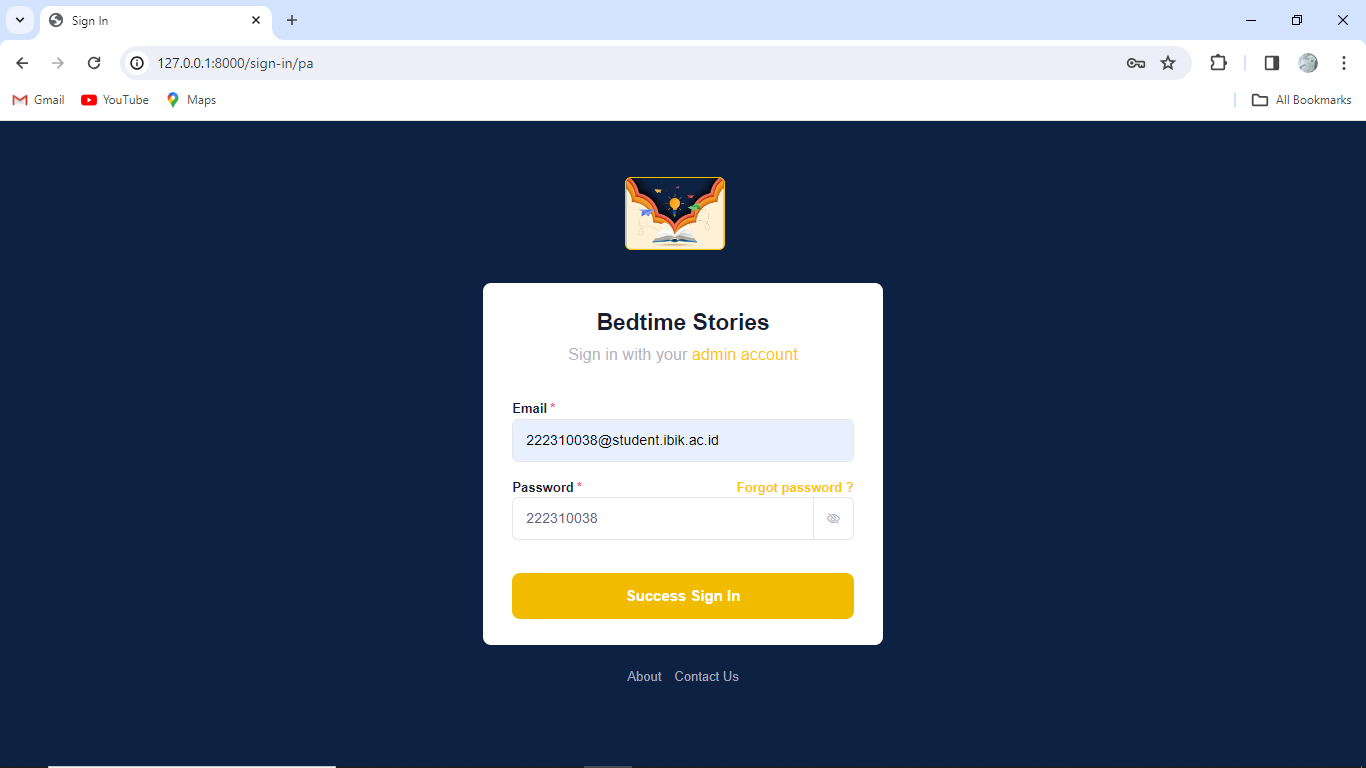 Sign In
127.0.0.1:8000/sign-in/pa
Gmail YouTube Maps All Bookmarks
Bedtime Stories
Sign in with your admin account
Email *
222310038@student.ibik.ac.id
Password * Forgot password ?
222310038
Success Sign In
About Contact Us